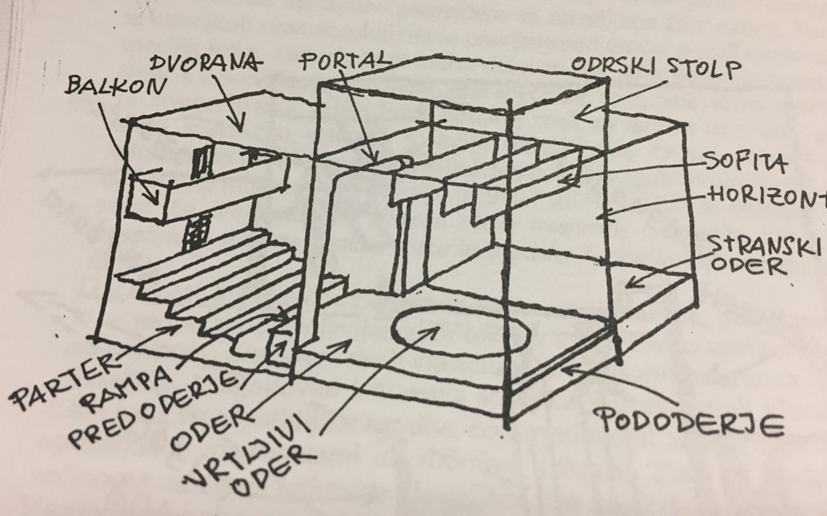 DVORANA
PORTAL
ODRSKI STOLP
BALKON
SOFITA
HORIZONT
STRANSKI
ODER
PARTER
RAMPA
PREDODERJE
ODER
VRTLJIVI
ODER
PODODERJE